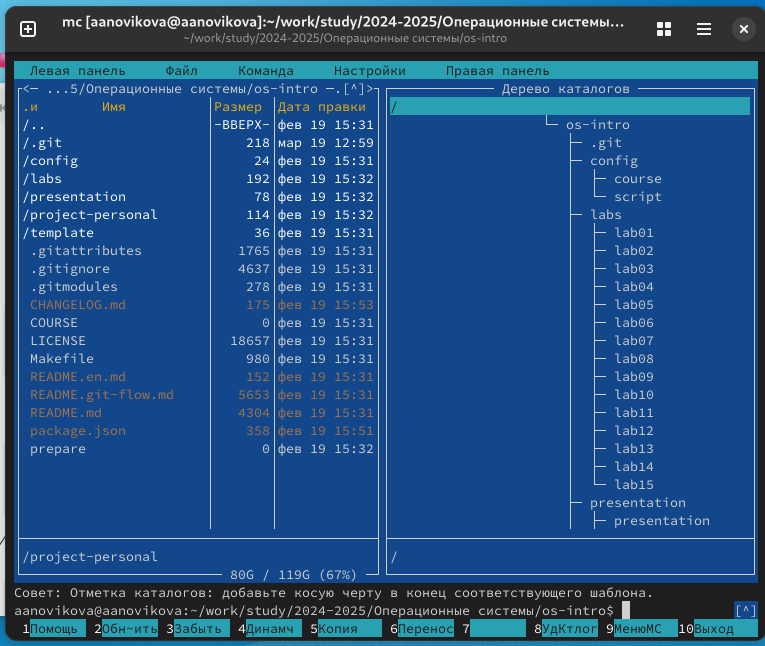 mc [aanovikova@aanovikova]:~/work/study/2024-2025/Операционные системы...
~/work/study/2024-2025/Операционные системы/os-intro
Левая панель Файл Команда Настройки Правая панель
<— ...5/Операционные системы/os-intro —.[^]>
.и Имя Размер Дата правки
/.. -ВВЕРХ- фев 19 15:31
/.git 218 мар 19 12:59
/config 24 фев 19 15:31
/labs 192 фев 19 15:32
/presentation 78 фев 19 15:32
/project-personal 114 фев 19 15:32
/template 36 фев 19 15:31
.gitattributes 1765 фев 19 15:31
.gitignore 4637 фев 19 15:31
.gitmodules 278 фев 19 15:31
CHANGELOG.md 175 фев 19 15:53
COURSE 0 фев 19 15:31
LICENSE 18657 фев 19 15:31
Makefile 980 фев 19 15:31
README.en.md 152 фев 19 15:31
README.git-flow.md 5653 фев 19 15:31
README.md 4304 фев 19 15:31
package.json 358 фев 19 15:51
prepare 0 фев 19 15:32
/project-personal
80G / 119G (67%)
Дерево каталогов
/
os-intro
.git
config
course
script
labs
lab01
lab02
lab03
lab04
lab05
lab06
lab07
lab08
lab09
lab10
lab11
lab12
lab13
lab14
lab15
presentation
presentation
/
Совет: Отметка каталогов: добавьте косую черту в конец соответствующего шаблона.
aanovikova@aanovikova:~/work/study/2024-2025/Операционные системы/os-intro$ [^]
1Помощь 2Обн~ить 3Забыть 4Динамч 5Копия 6Перенос 7 8УдКтлог 9МенюМС 10Выход